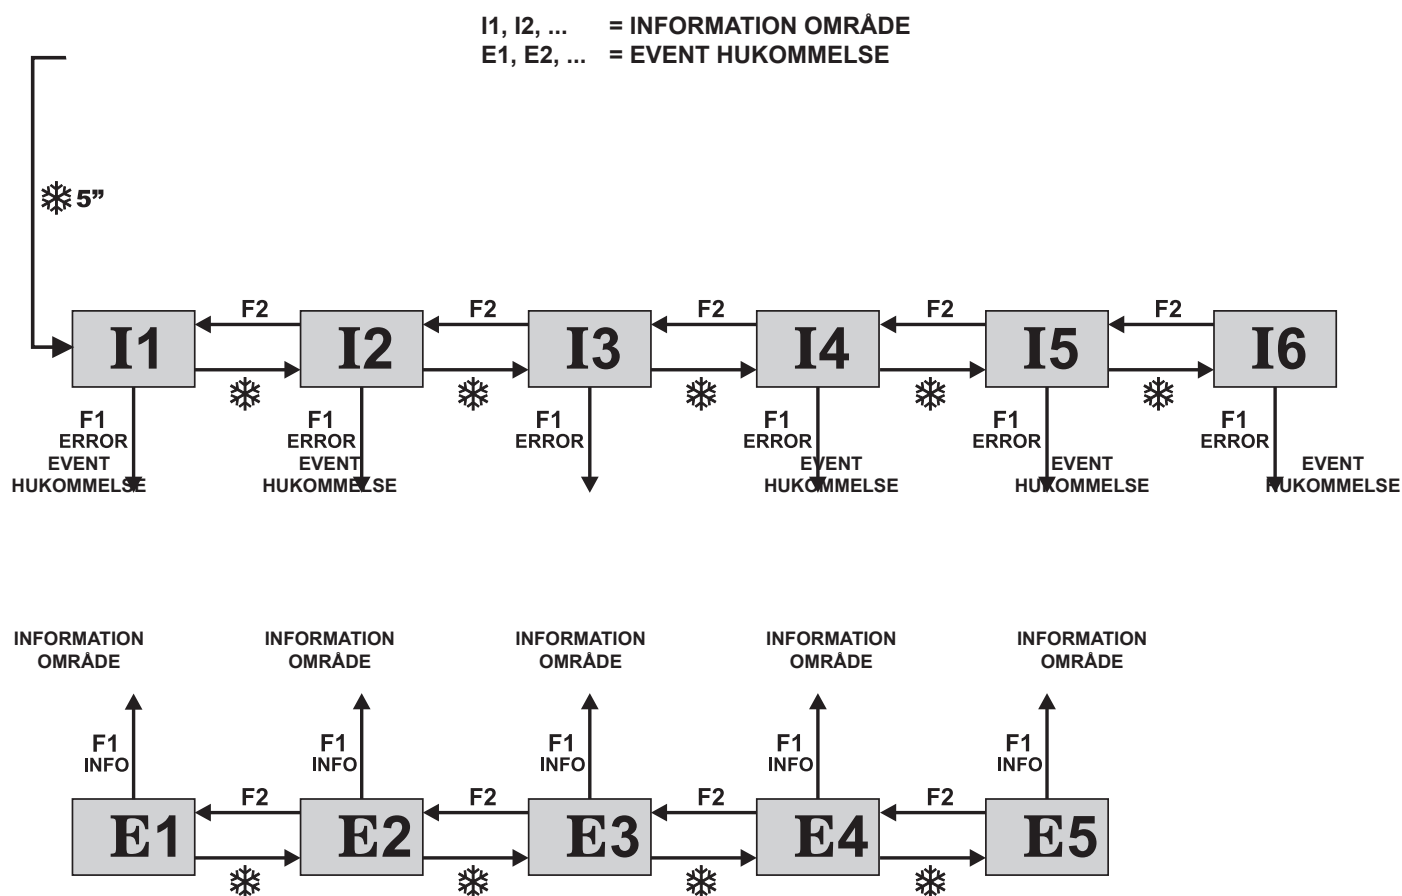 I1, I2, ... = INFORMATION OMRÅDE
E1, E2, ... = EVENT HUKOMMELSE
5”
F2 F2 F2 F2 F2
I1 I2 I3 I4 I5 I6
F1 F1 F1 F1 F1 F1
ERROR ERROR ERROR ERROR ERROR ERROR
EVENT EVENT EVENT EVENT EVENT
HUKOMMELSE HUKOMMELSE HUKOMMELSE HUKOMMELSE HUKOMMELSE
INFORMATION INFORMATION INFORMATION INFORMATION INFORMATION
OMRÅDE OMRÅDE OMRÅDE OMRÅDE OMRÅDE
F1 F1 F1 F1 F1
INFO INFO INFO INFO INFO
F2 F2 F2 F2
E1 E2 E3 E4 E5